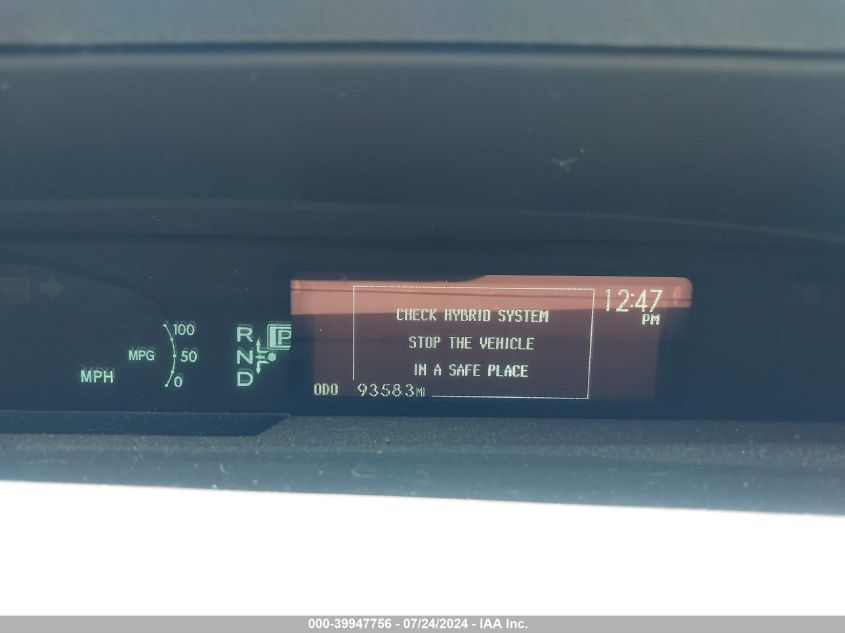 12:47
PM
CHECK HYBRID SYSTEM
STOP THE VEHICLE
IN A SAFE PLACE
ODO 93583MI
MPH
MPG
100
50
0
R
N
D
P
000-39947756 - 07/24/2024 - IAA Inc.